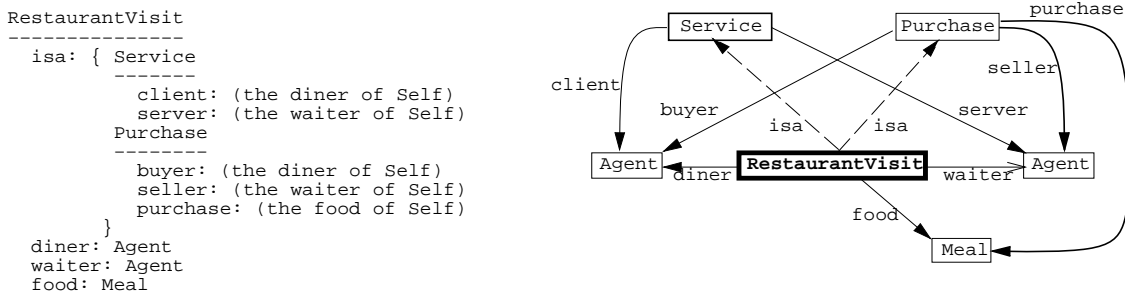 RestaurantVisit
---------------
isa: { Service
-------
client: (the diner of Self)
server: (the waiter of Self)
Purchase
--------
buyer: (the diner of Self)
seller: (the waiter of Self)
purchase: (the food of Self)
}
diner: Agent
waiter: Agent
food: Meal
purchase
Service
Purchase
client
seller
buyer
server
isa
isa
Agent
RestaurantVisit
Agent
diner
waiter
food
Meal